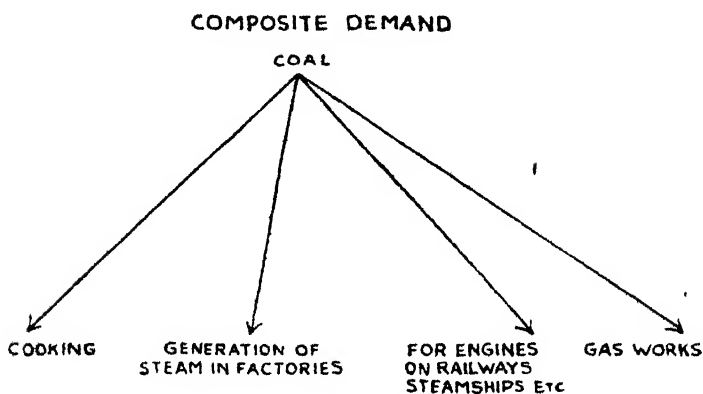 COMPOSITE DEMAND
COAL
COOKING
GENERATION OF
STEAM IN FACTORIES
FOR ENGINES
ON RAILWAYS
STEAMSHIPS ETC
GAS WORKS